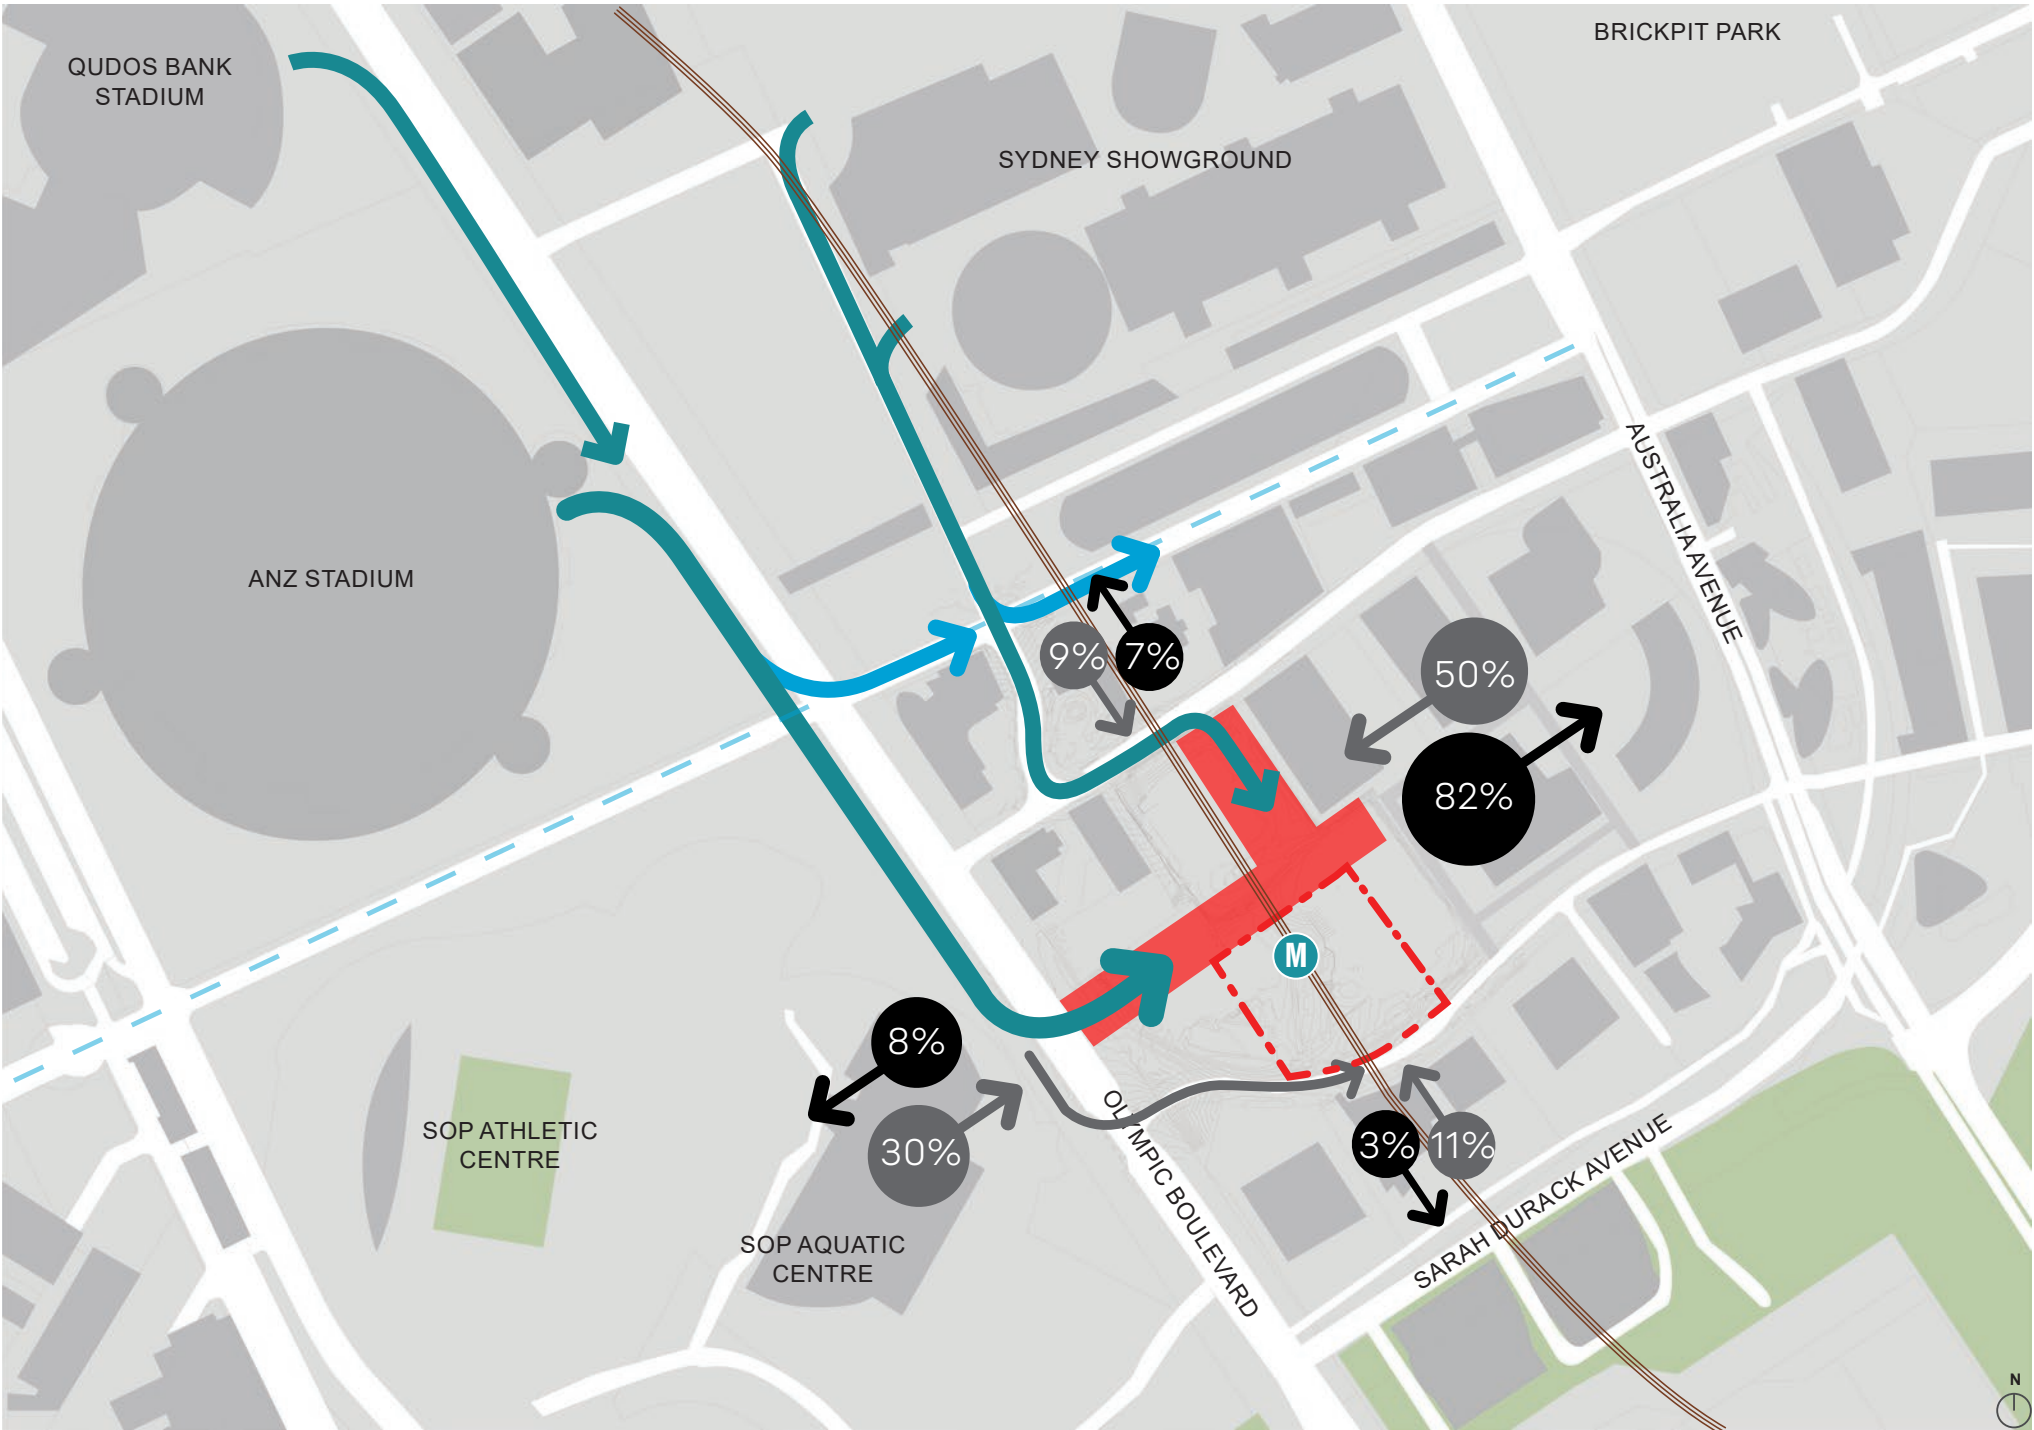 BRICKPIT PARK
QUDOS BANK
STADIUM
SYDNEY SHOWGROUND
AUSTRALIA AVENUE
ANZ STADIUM
9%
7%
50%
82%
M
8%
30%
3%
11%
OLYMPIC BOULEVARD
SARAH DURACK AVENUE
SOP ATHLETIC
CENTRE
SOP AQUATIC
CENTRE
N